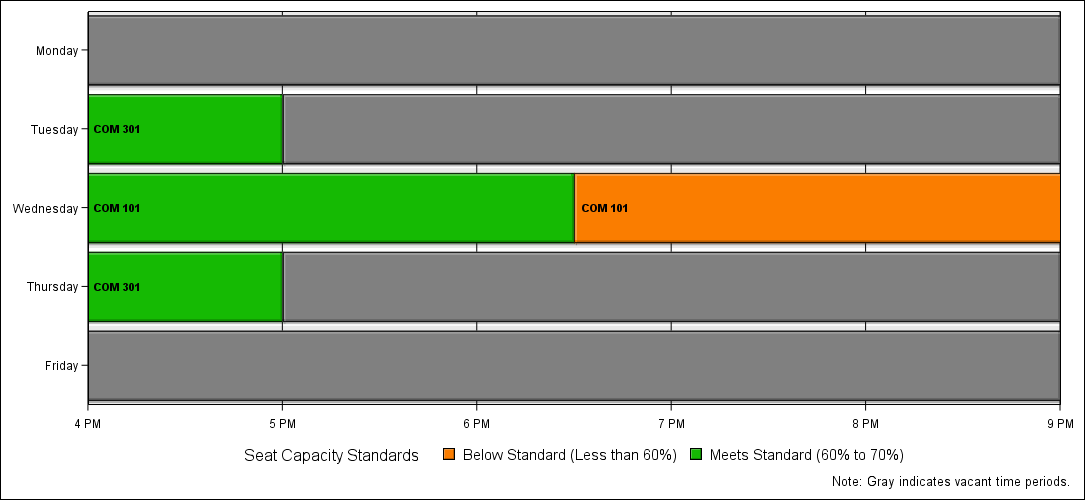 Monday
Tuesday COM 301
Wednesday COM 101 COM 101
Thursday COM 301
Friday
4 PM 5 PM 6 PM 7 PM 8 PM 9 PM
Seat Capacity Standards Below Standard (Less than 60%) Meets Standard (60% to 70%)
Note: Gray indicates vacant time periods.